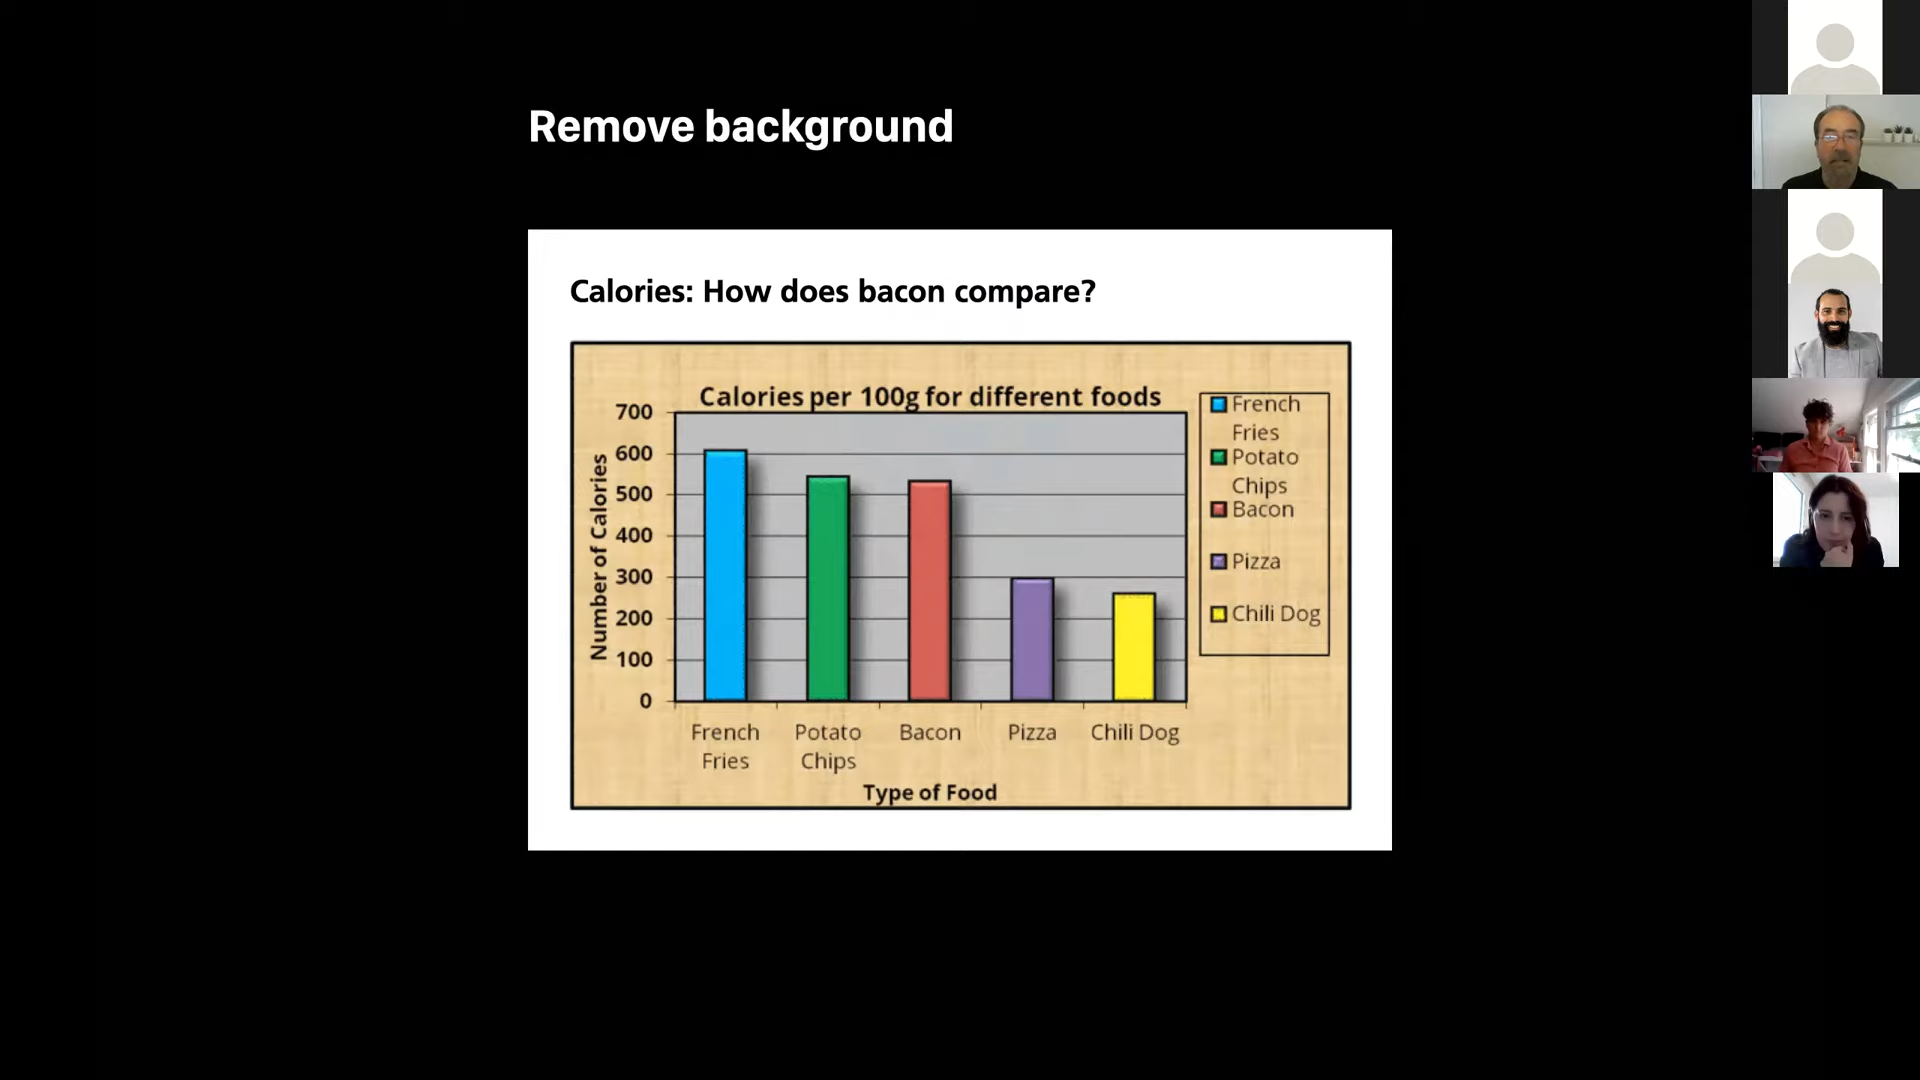 Remove background
Calories: How does bacon compare?
Calories per 100g for different foods
Number of Calories
700
600
500
400
300
200
100
0
French
Fries
Potato
Chips
Bacon
Pizza
Chili Dog
Type of Food
French
Fries
Potato
Chips
Bacon
Pizza
Chili Dog